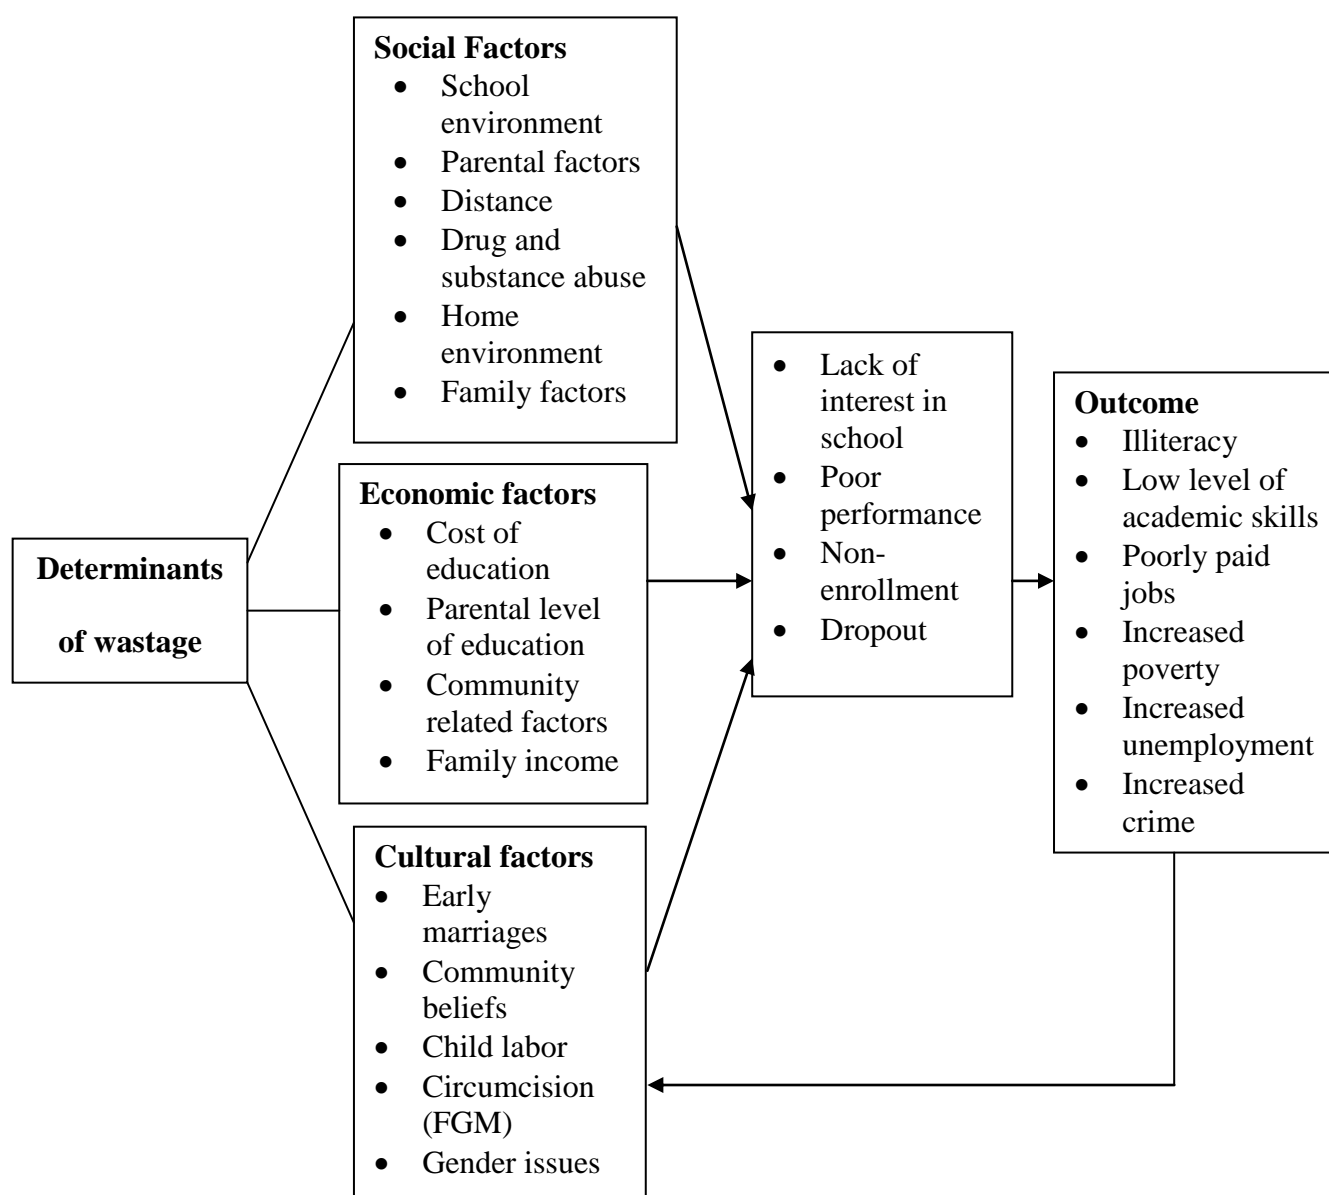 Social Factors
• School
environment
• Parental factors
• Distance
• Drug and
substance abuse
• Home
environment
• Family factors
Economic factors
• Cost of
education
• Parental level
of education
• Community
related factors
• Family income
Determinants
of wastage
Cultural factors
• Early
marriages
• Community
beliefs
• Child labor
• Circumcision
(FGM)
• Gender issues
• Lack of
interest in
school
• Poor
performance
• Non-
enrollment
• Dropout
Outcome
• Illiteracy
• Low level of
academic skills
• Poorly paid
jobs
• Increased
poverty
• Increased
unemployment
• Increased
crime